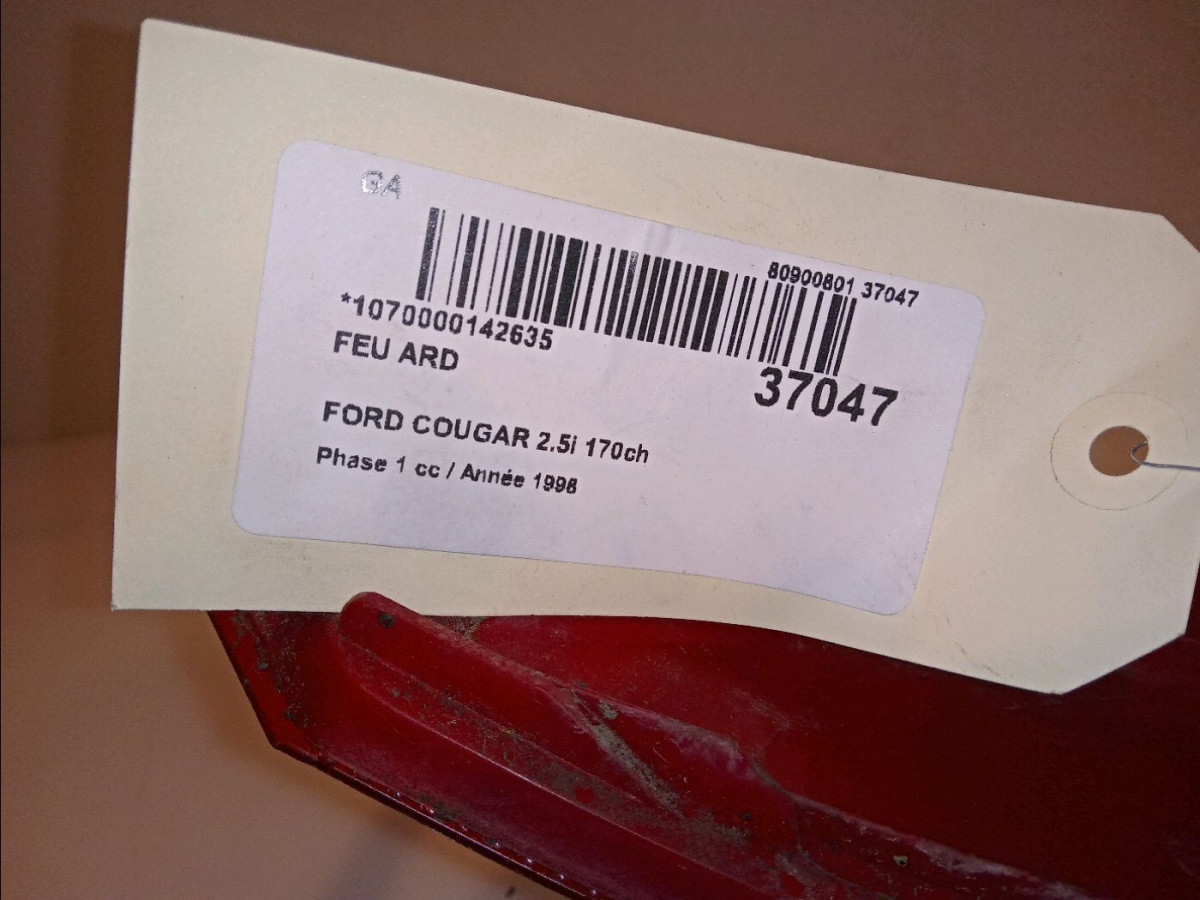 GA
80900801 37047
*1070000142635
FEU ARD
37047
FORD COUGAR 2.5i 170ch
Phase 1 cc / Année 1998